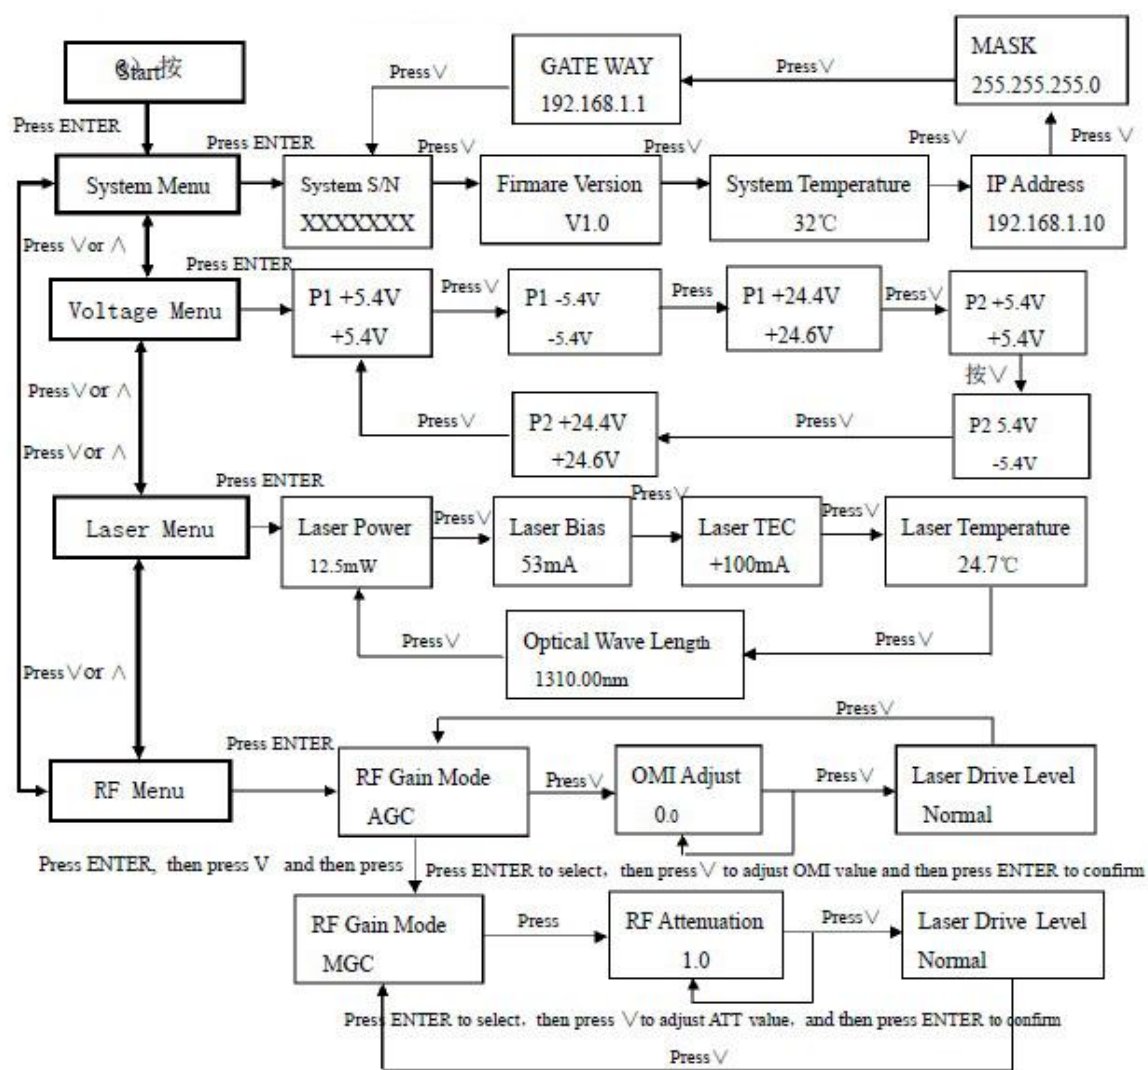 Start
按
MASK
255.255.255.0
Press∨
GATE WAY
192.168.1.1
Press∨
Press ENTER
Press ENTER
Press∨
Press∨
Press∨
Press ∨
System Menu
System S/N
XXXXXXX
Firmare Version
V1.0
System Temperature
32℃
IP Address
192.168.1.10
Press ∨or ∧
Press ENTER
Voltage Menu
P1 +5.4V
+5.4V
Press∨
P1 -5.4V
-5.4V
Press
P1 +24.4V
+24.6V
Press∨
P2 +5.4V
+5.4V
按∨
Press∨or ∧
Press∨
P2 +24.4V
+24.6V
Press∨
P2 5.4V
-5.4V
Press∨or ∧
Press ENTER
Laser Menu
Laser Power
12.5mW
Press∨
Laser Bias
53mA
Press∨
Laser TEC
+100mA
Press∨
Laser Temperature
24.7℃
Press∨
Optical Wave Length
1310.00nm
Press∨
Press∨or ∧
Press∨
Press ENTER
RF Menu
RF Gain Mode
AGC
Press∨
OMI Adjust
0.0
Press∨
Laser Drive Level
Normal
Press ENTER, then press V and then press
Press ENTER to select, then press∨ to adjust OMI value and then press ENTER to confirm
RF Gain Mode
MGC
Press
RF Attenuation
1.0
Press∨
Laser Drive Level
Normal
Press ENTER to select, then press ∨to adjust ATT value, and then press ENTER to confirm
Press∨